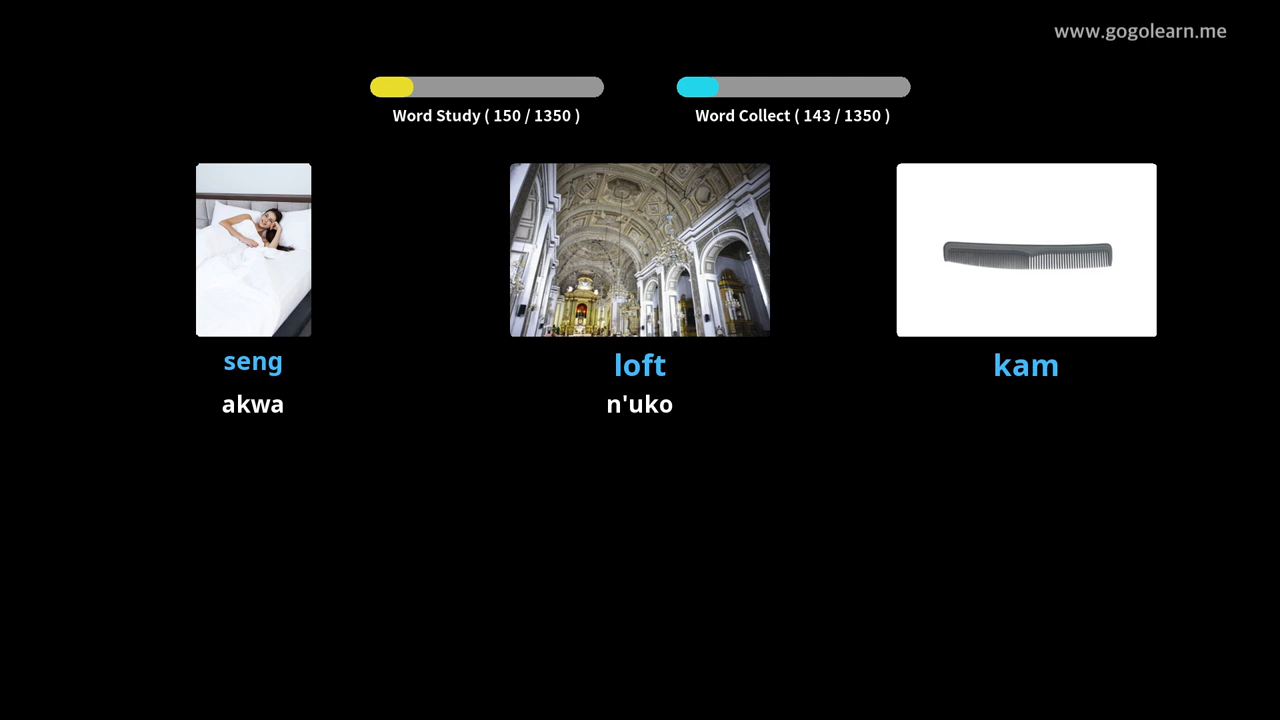 www.gogolearn.me
Word Study ( 150 / 1350 )
Word Collect ( 143 / 1350 )
seng
akwa
loft
n'uko
kam